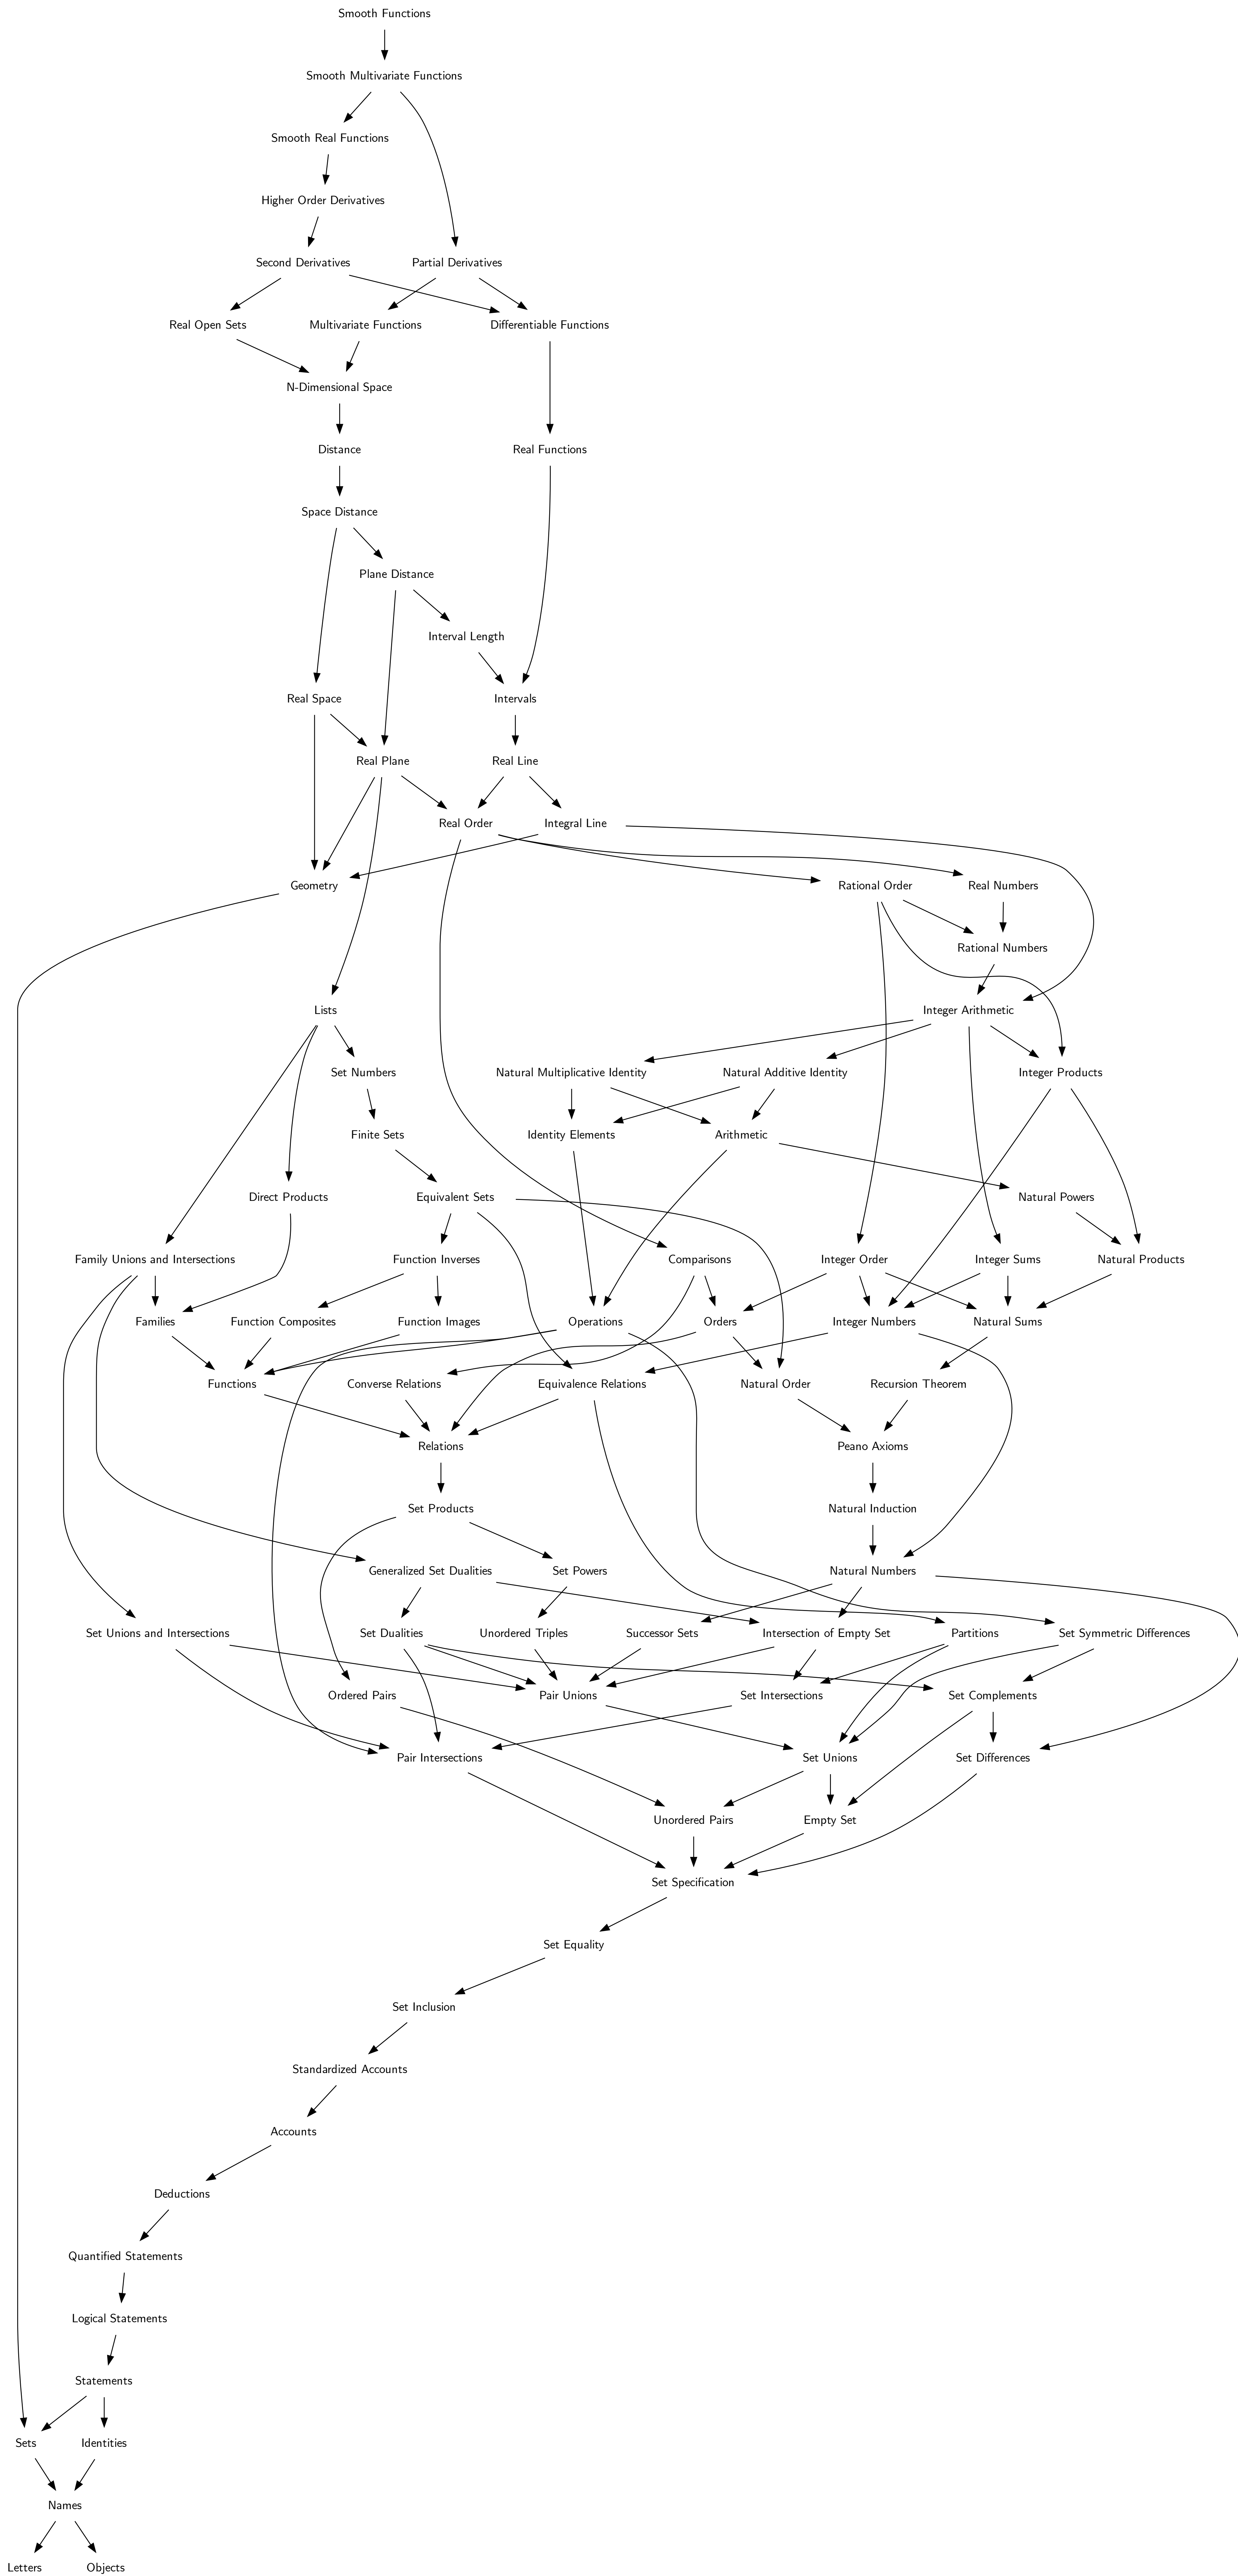 Smooth Functions
Smooth Multivariate Functions
Smooth Real Functions
Higher Order Derivatives
Second Derivatives
Partial Derivatives
Real Open Sets
Multivariate Functions
Differentiable Functions
N-Dimensional Space
Distance
Real Functions
Space Distance
Plane Distance
Interval Length
Real Space
Intervals
Real Plane
Real Line
Real Order
Integral Line
Geometry
Rational Order
Real Numbers
Rational Numbers
Lists
Integer Arithmetic
Set Numbers
Natural Multiplicative Identity
Natural Additive Identity
Integer Products
Finite Sets
Identity Elements
Arithmetic
Direct Products
Equivalent Sets
Natural Powers
Family Unions and Intersections
Function Inverses
Comparisons
Integer Order
Integer Sums
Natural Products
Families
Function Composites
Function Images
Operations
Orders
Integer Numbers
Natural Sums
Functions
Converse Relations
Equivalence Relations
Natural Order
Recursion Theorem
Relations
Peano Axioms
Set Products
Natural Induction
Generalized Set Dualities
Set Powers
Natural Numbers
Set Unions and Intersections
Set Dualities
Unordered Triples
Successor Sets
Intersection of Empty Set
Partitions
Set Symmetric Differences
Ordered Pairs
Pair Unions
Set Intersections
Set Complements
Pair Intersections
Set Unions
Set Differences
Unordered Pairs
Empty Set
Set Specification
Set Equality
Set Inclusion
Standardized Accounts
Accounts
Deductions
Quantified Statements
Logical Statements
Statements
Sets
Identities
Names
Letters
Objects